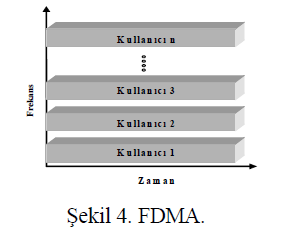 Kullanıcı n
Kullanıcı 3
Kullanıcı 2
Kullanıcı 1
Frekans
Zaman
Şekil 4. FDMA.